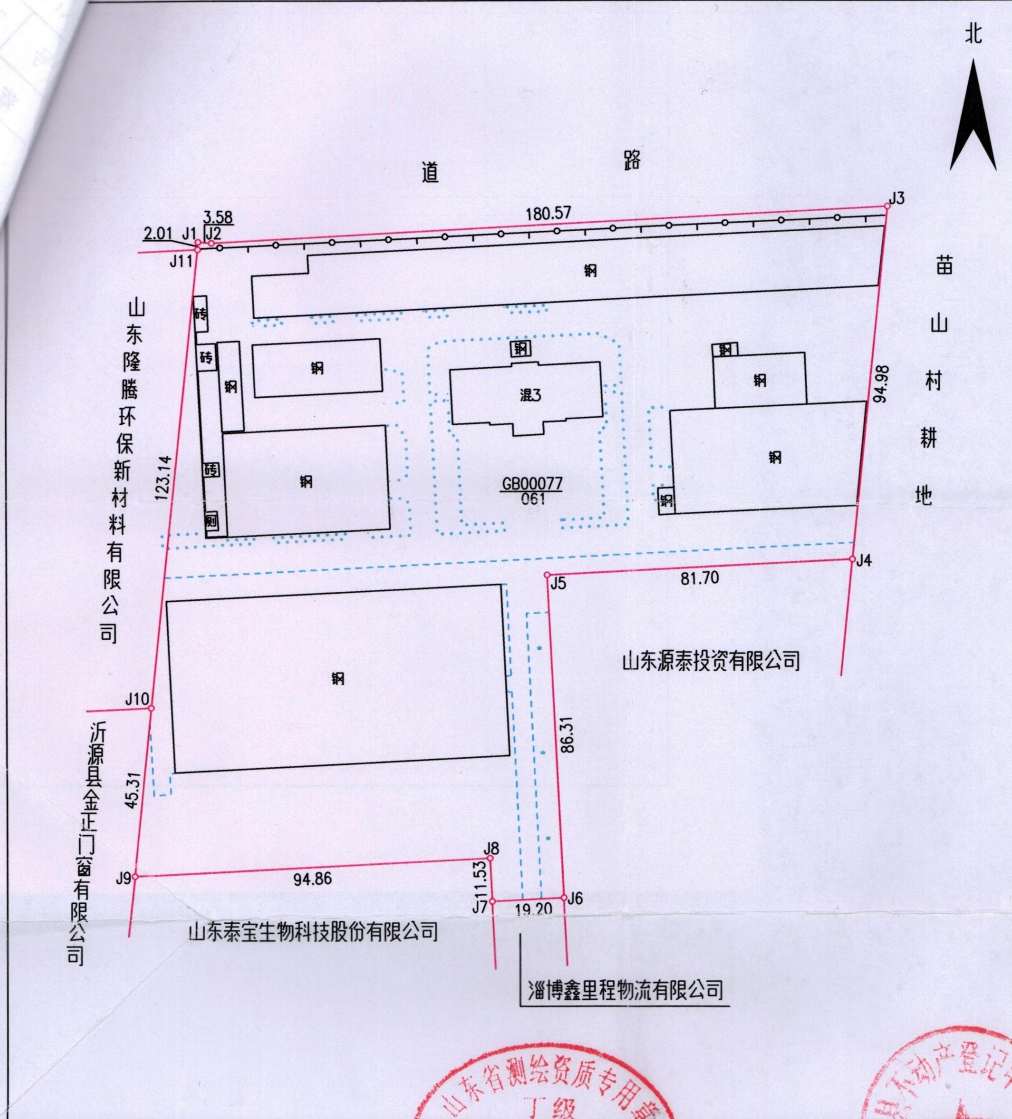 北
道 路
J3
180.57
3.58
2.01
J1
J2
J11
苗山村耕地
山东隆腾环保新材料有限公司
钢
砖
钢
砖
钢
钢
钢
混3
钢
94.98
123.14
钢
钢
砖
GB00077
061
厕
J4
J5
81.70
山东源泰投资有限公司
钢
J10
沂源县金正门窗有限公司
86.31
45.31
J8
J9
94.86
11.53
J7
J6
19.20
山东泰宝生物科技股份有限公司
淄博鑫里程物流有限公司
山东省测绘资质专用章
丁级
不动产登记